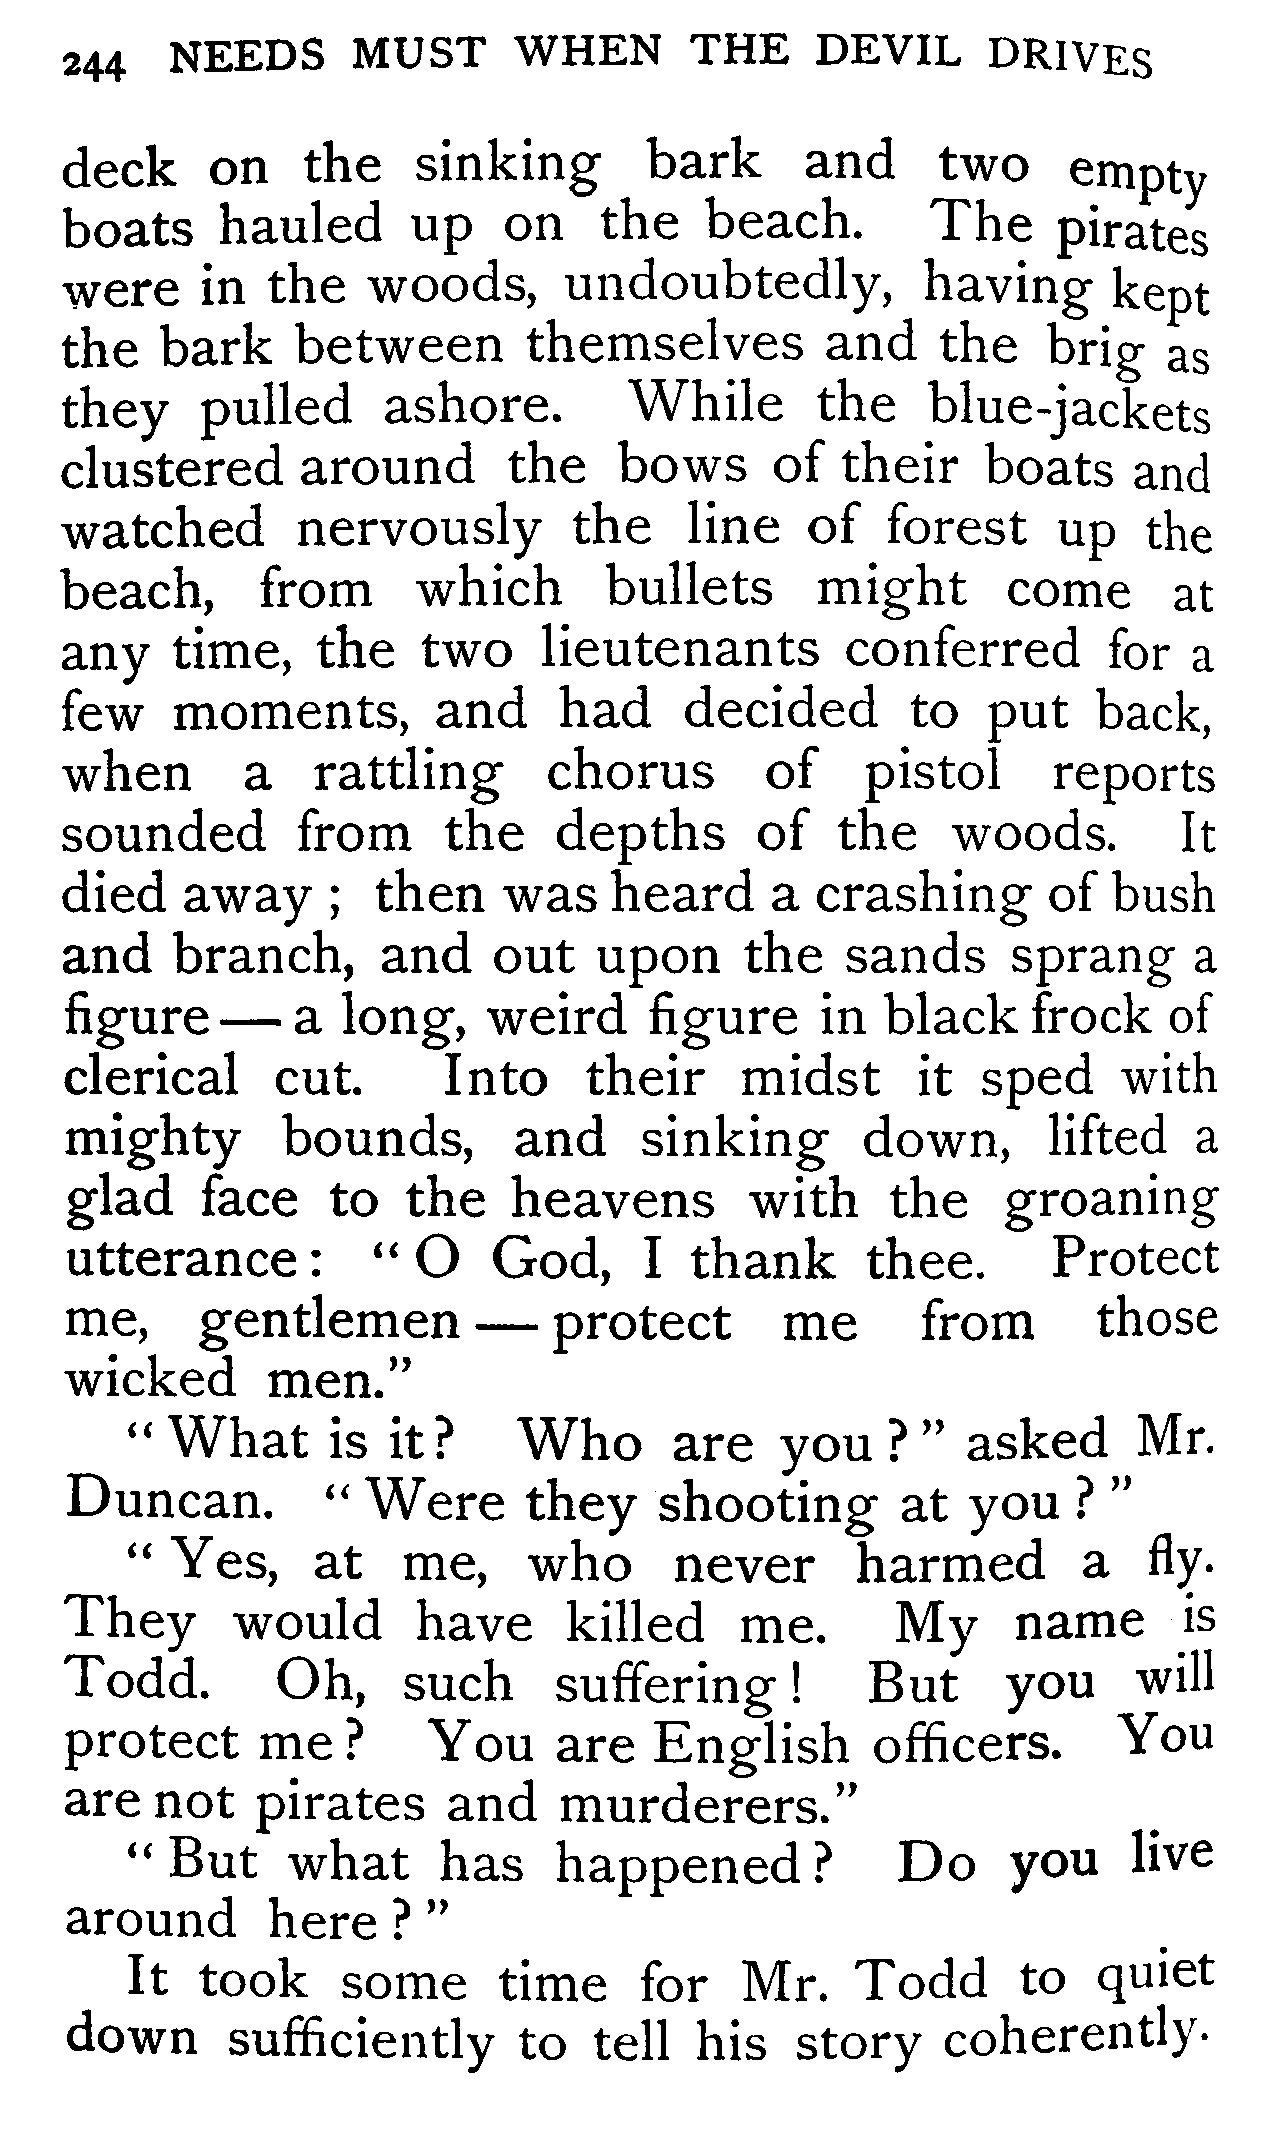 244 NEEDS MUST WHEN THE DEVIL DRIVES
deck on the sinking bark and two empty
boats hauled up on the beach. The pirates
were in the woods, undoubtedly, having kept
the bark between themselves and the brig as
they pulled ashore. While the blue-jackets
clustered around the bows of their boats and
watched nervously the line of forest up the
beach, from which bullets might come at
any time, the two lieutenants conferred for a
few moments, and had decided to put back,
when a rattling chorus of pistol reports
sounded from the depths of the woods. It
died away ; then was heard a crashing of bush
and branch, and out upon the sands sprang a
figure — a long, weird figure in black frock of
clerical cut. Into their midst it sped with
mighty bounds, and sinking down, lifted a
glad face to the heavens with the groaning
utterance : “ O God, I thank thee. Protect
me, gentlemen — protect me from those
wicked men.”
“ What is it ? Who are you ? ” asked Mr.
Duncan. “ Were they shooting at you ? ”
“ Yes, at me, who never harmed a fly.
They would have killed me. My name is
Todd. Oh, such suffering ! But you will
protect me ? You are English officers. You
are not pirates and murderers.”
“ But what has happened ? Do you live
around here ? ”
It took some time for Mr. Todd to quiet
down sufficiently to tell his story coherently.